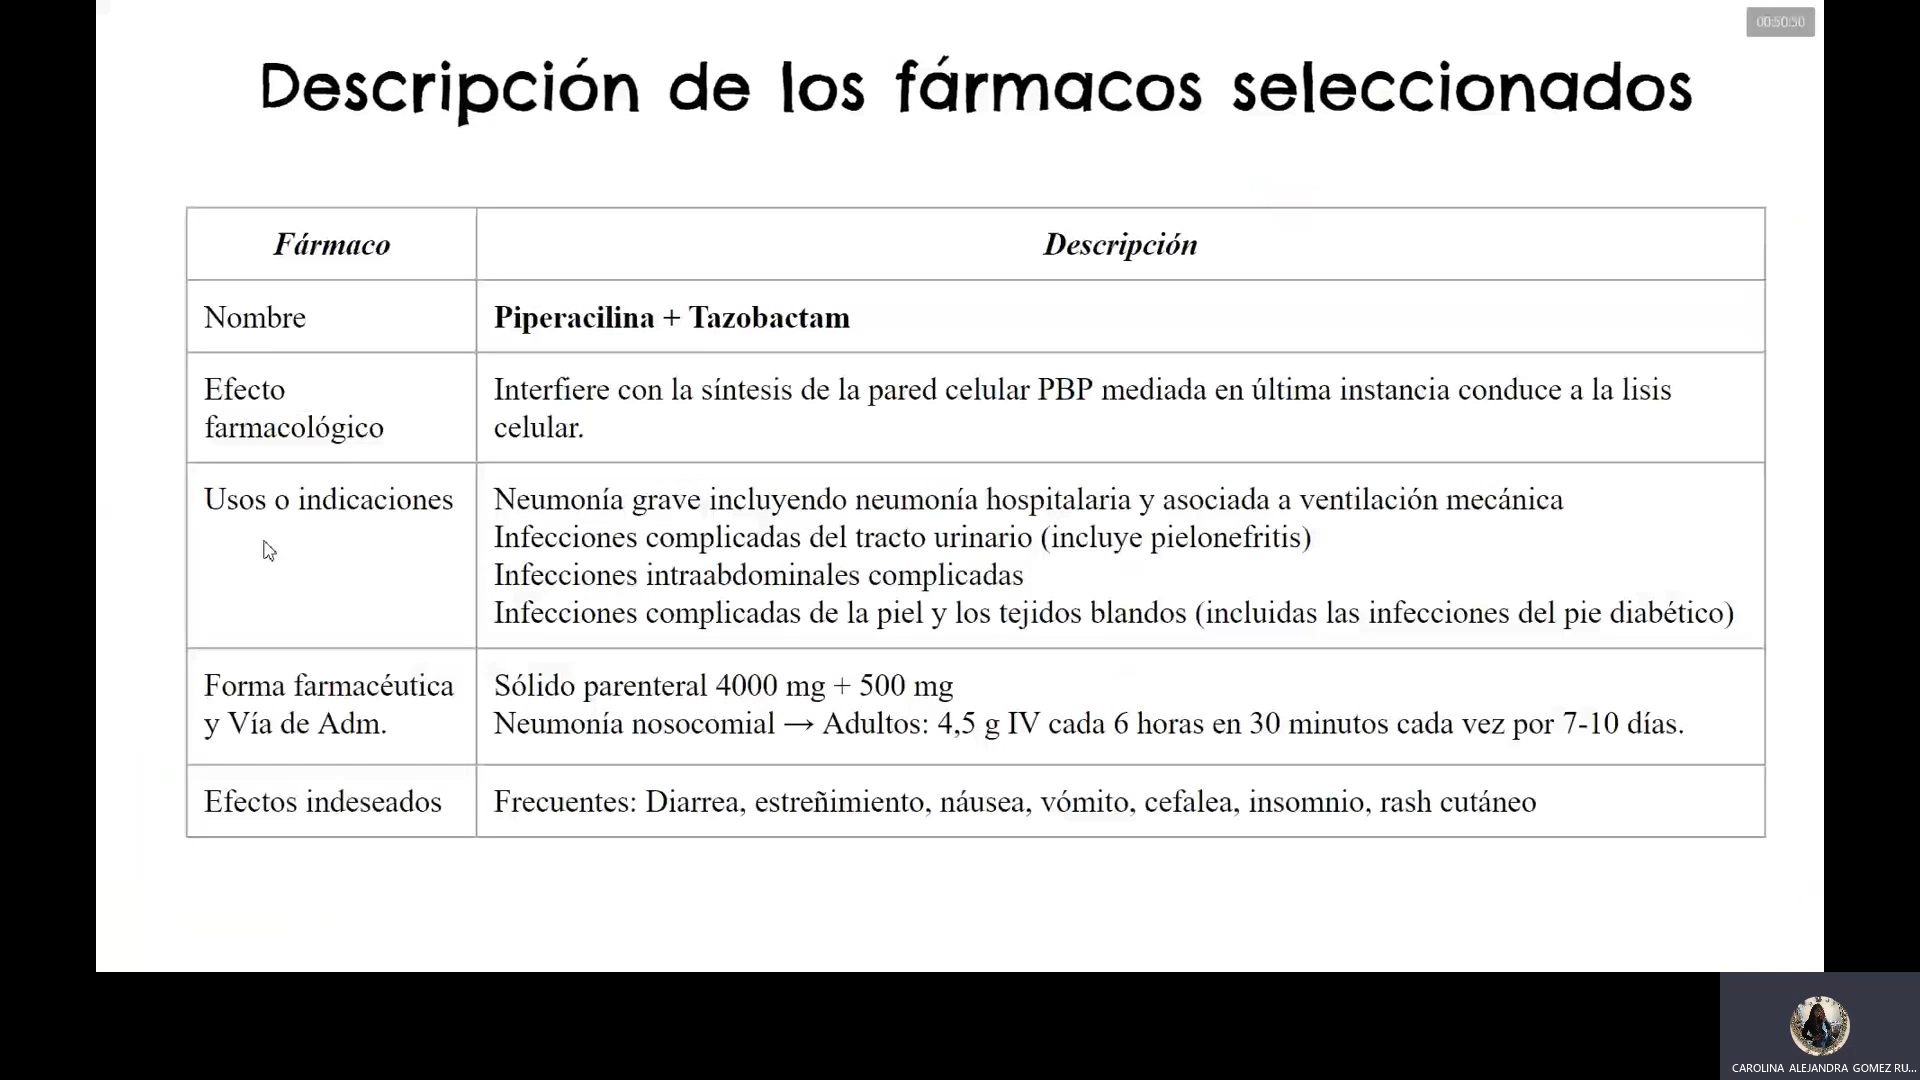 00:50:50
Descripción de los fármacos seleccionados
Fármaco
Descripción
Nombre
Piperacilina + Tazobactam
Efecto
farmacológico
Interfiere con la síntesis de la pared celular PBP mediada en última instancia conduce a la lisis
celular.
Usos o indicaciones
Neumonía grave incluyendo neumonía hospitalaria y asociada a ventilación mecánica
Infecciones complicadas del tracto urinario (incluye pielonefritis)
Infecciones intraabdominales complicadas
Infecciones complicadas de la piel y los tejidos blandos (incluidas las infecciones del pie diabético)
Forma farmacéutica
y Vía de Adm.
Sólido parenteral 4000 mg + 500 mg
Neumonía nosocomial → Adultos: 4,5 g IV cada 6 horas en 30 minutos cada vez por 7-10 días.
Efectos indeseados
Frecuentes: Diarrea, estreñimiento, náusea, vómito, cefalea, insomnio, rash cutáneo
CAROLINA ALEJANDRA GOMEZ RU...